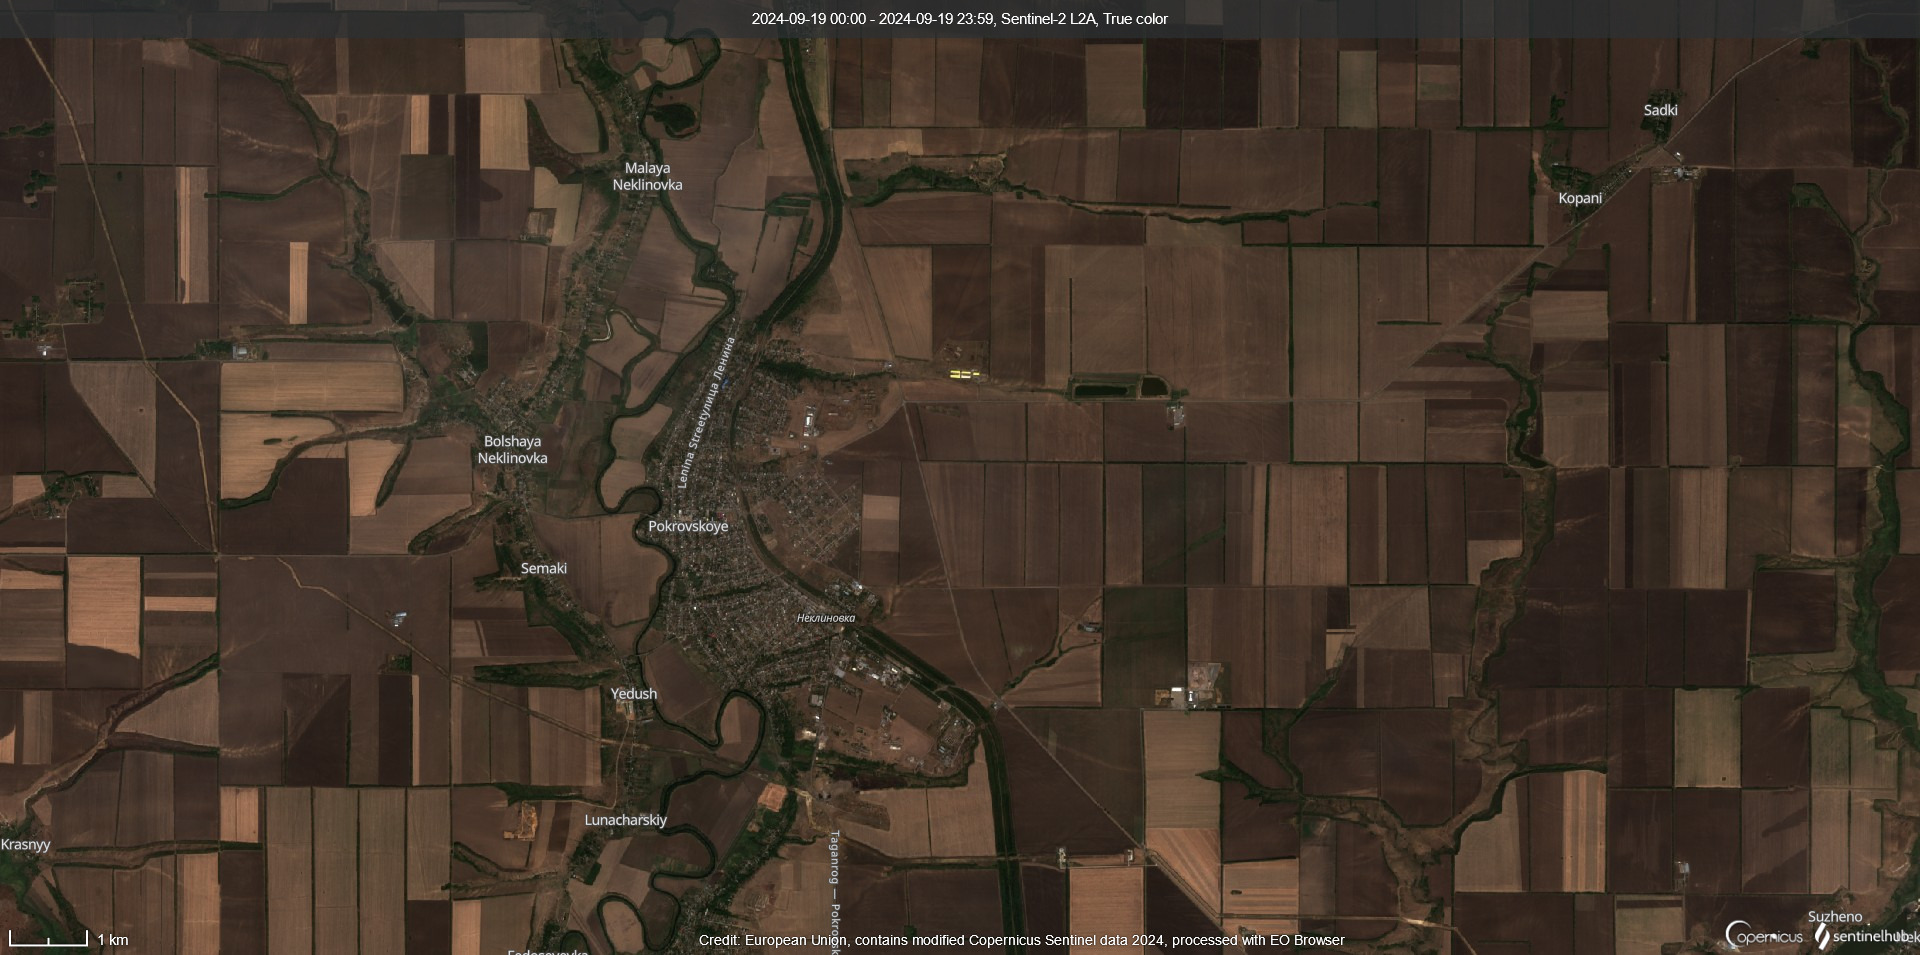 2024-09-19 00:00 - 2024-09-19 23:59, Sentinel-2 L2A, True color
Sadki
Malaya
Neklinovka
Kopani
Lenina Streetулица Ленина
Bolshaya
Neklinovka
Pokrovskoye
Semaki
Неклиновка
Yedush
Lunacharskiy
Taganrog — Pokrovsk
Krasnyy
Suzheno
1 km
Credit: European Union, contains modified Copernicus Sentinel data 2024, processed with EO Browser
opernicus
sentinelhub